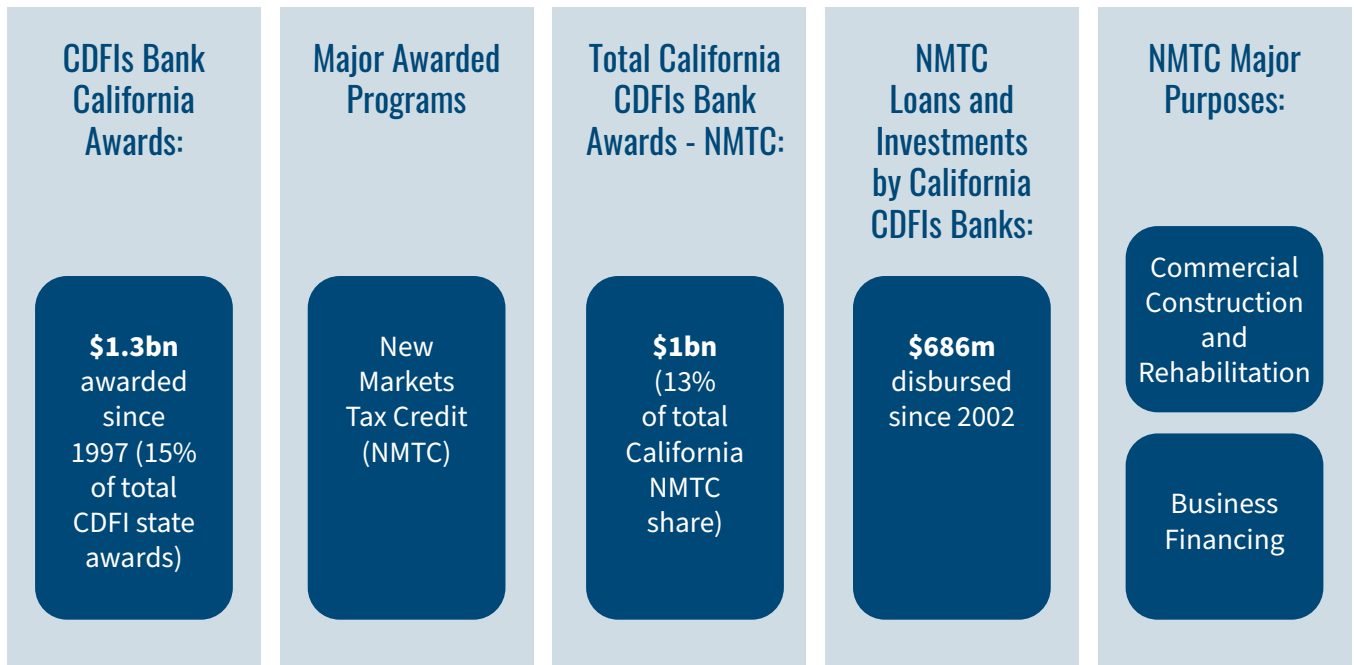 CDFIs Bank
California
Awards:
$1.3bn
awarded
since
1997 (15%
of total
CDFI state
awards)
Major Awarded
Programs
New
Markets
Tax Credit
(NMTC)
Total California
CDFIs Bank
Awards - NMTC:
$1bn
(13%
of total
California
NMTC
share)
NMTC
Loans and
Investments
by California
CDFIs Banks:
$686m
disbursed
since 2002
NMTC Major
Purposes:
Commercial
Construction
and
Rehabilitation
Business
Financing